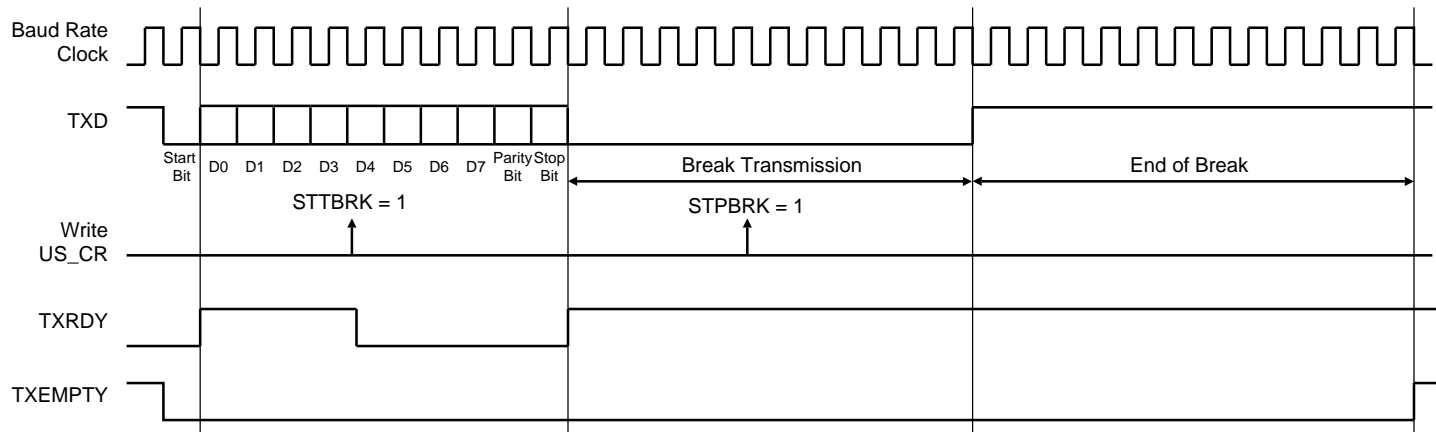 Baud Rate
Clock
TXD
Start
Bit
D0 D1 D2 D3 D4 D5 D6 D7
Parity
Bit
Stop
Bit
Break Transmission
End of Break
STTBRK = 1
STPBRK = 1
Write
US_CR
TXRDY
TXEMPTY